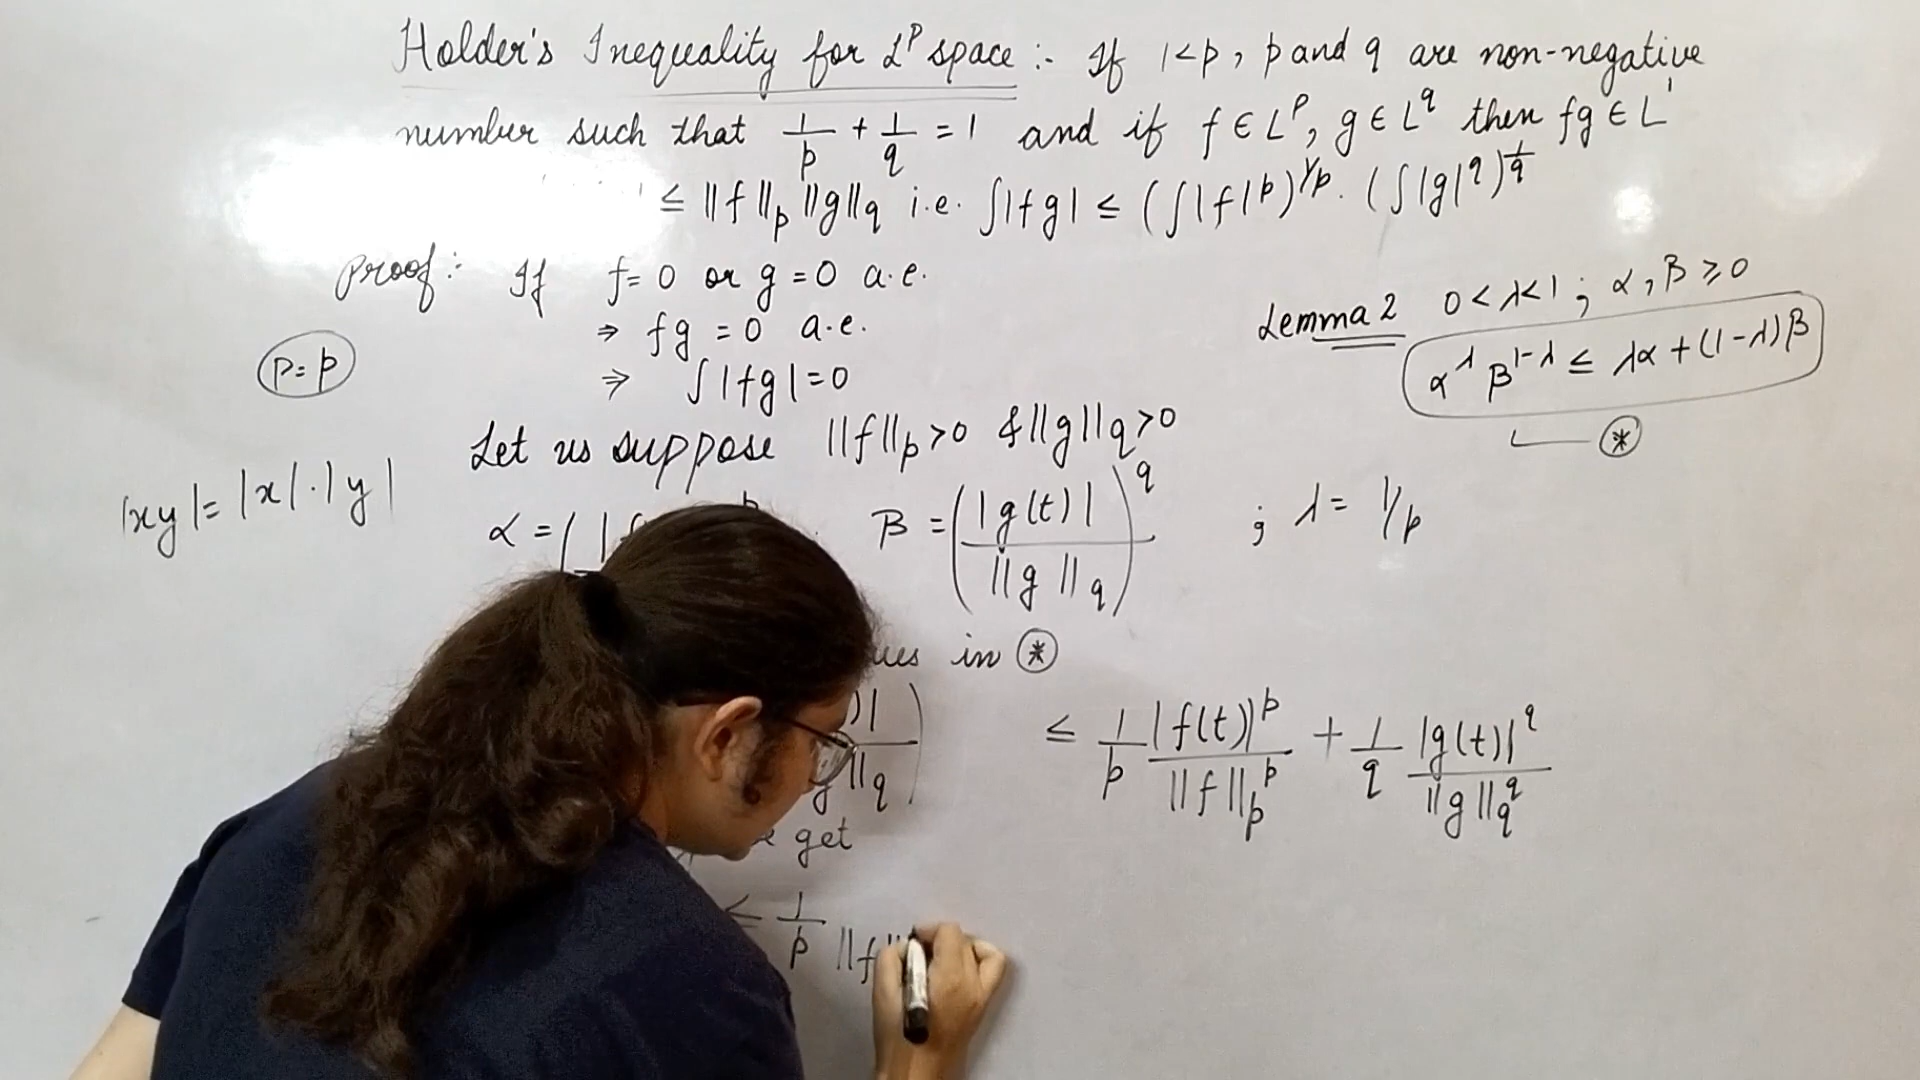 Holder's Inequality for L^p space :- If 1<p, p and q are non-negative
number such that 1/p + 1/q = 1 and if f ∈ L^p, g ∈ L^q then fg ∈ L^1
≤ ||f||_p ||g||_q i.e. ∫|fg| ≤ (∫|f|^p)^{1/p} . (∫|g|^q)^{1/q}
Proof :- If f = 0 or g = 0 a.e.
⇒ fg = 0 a.e.
⇒ ∫|fg| = 0
P = p
Lemma 2 0 < λ < 1 ; α, β ≥ 0
α^λ β^{1-λ} ≤ λα + (1-λ)β
*
Let us suppose ||f||_p > 0 & ||g||_q > 0
|xy| = |x|.|y|
α = ( | β = (|g(t)| / ||g||_q)^q ; λ = 1/p
in *
≤ 1/p |f(t)|^p / ||f||_p^p + 1/q |g(t)|^q / ||g||_q^q
get
≤ 1/p ||f||